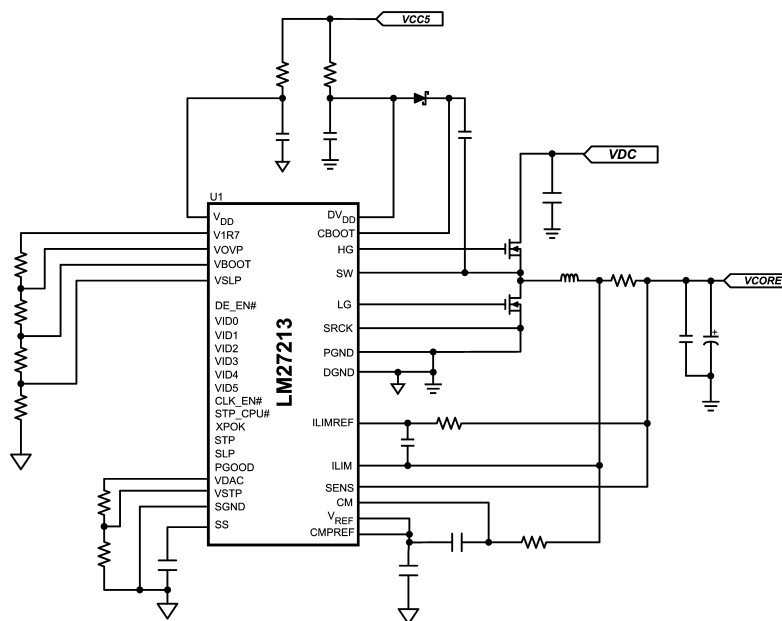 VCC5
VDC
U1
VDD
V1R7
VOVP
VBOOT
VSLP
DE_EN#
VID0
VID1
VID2
VID3
VID4
VID5
CLK_EN#
STP_CPU#
XPOK
STP
SLP
PGOOD
VDAC
VSTP
SGND
SS
LM27213
DVDD
CBOOT
HG
SW
LG
SRCK
PGND
DGND
ILIMREF
ILIM
SENS
CM
VREF
CMPREF
VCORE
+